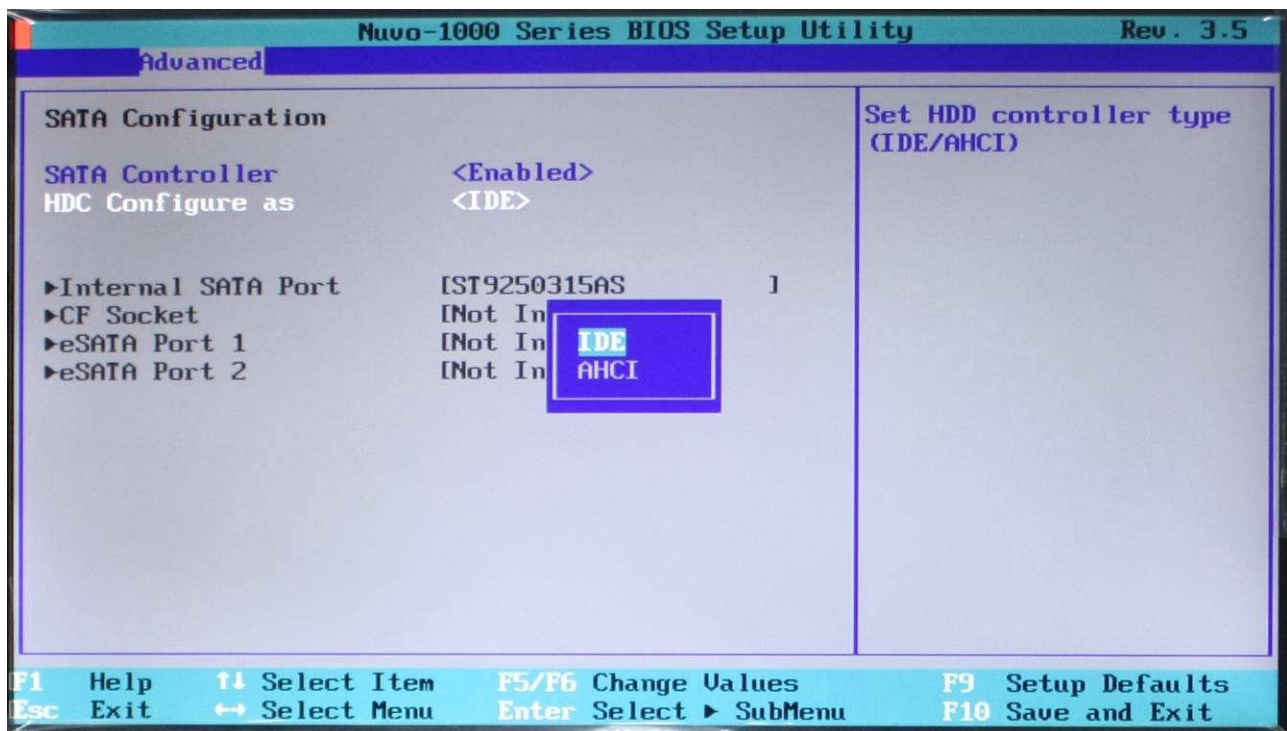 Nuvo-1000 Series BIOS Setup Utility Rev. 3.5
Advanced
SATA Configuration
Set HDD controller type
(IDE/AHCI)
SATA Controller <Enabled>
HDC Configure as <IDE>
▶Internal SATA Port [ST9250315AS ]
▶CF Socket [Not In
▶eSATA Port 1 [Not In
▶eSATA Port 2 [Not In
IDE
AHCI
F1 Help ↑↓ Select Item F5/F6 Change Values F9 Setup Defaults
Esc Exit ↔ Select Menu Enter Select ▶ SubMenu F10 Save and Exit